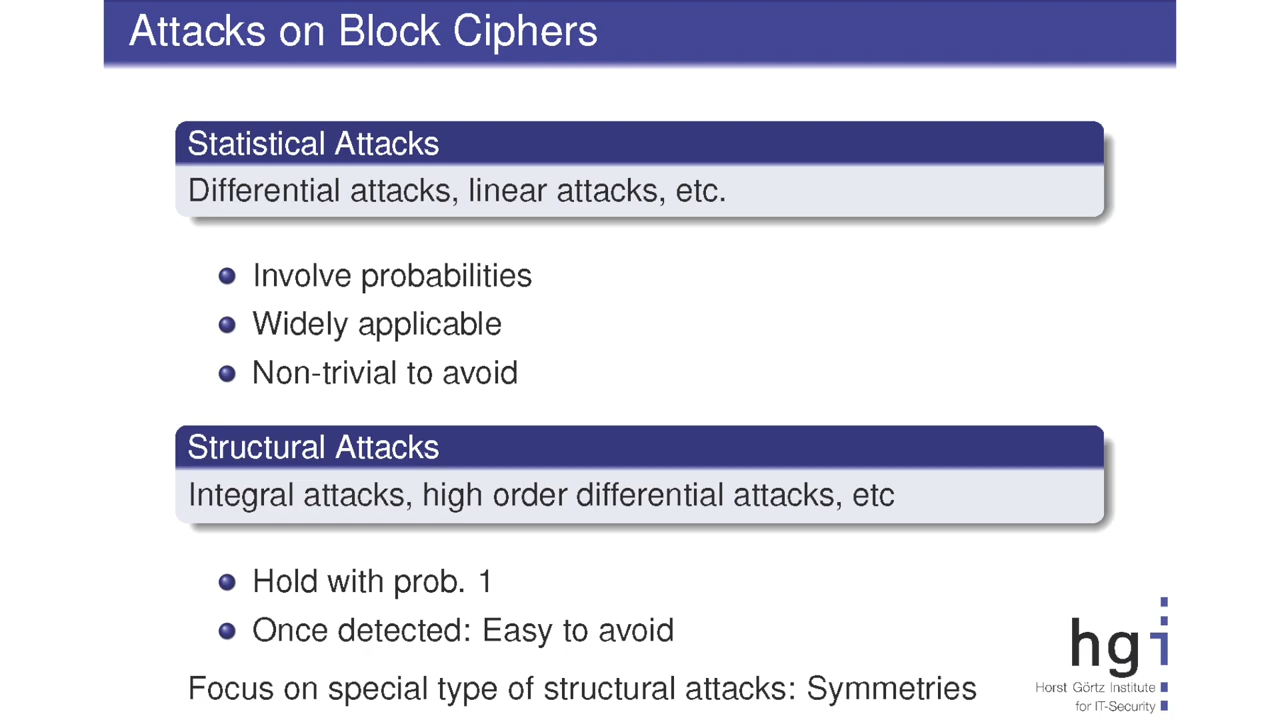 Attacks on Block Ciphers
Statistical Attacks
Differential attacks, linear attacks, etc.
Involve probabilities
Widely applicable
Non-trivial to avoid
Structural Attacks
Integral attacks, high order differential attacks, etc
Hold with prob. 1
Once detected: Easy to avoid
Focus on special type of structural attacks: Symmetries
hgi
Horst Görtz Institute
for IT-Security